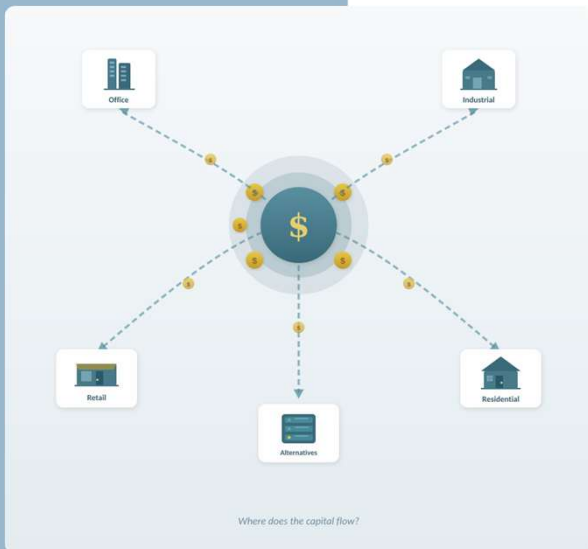 Office
Industrial
$
$
$
$
$
$
$
$
Retail
$
$
$
$
Residential
Alternatives
Where does the capital flow?